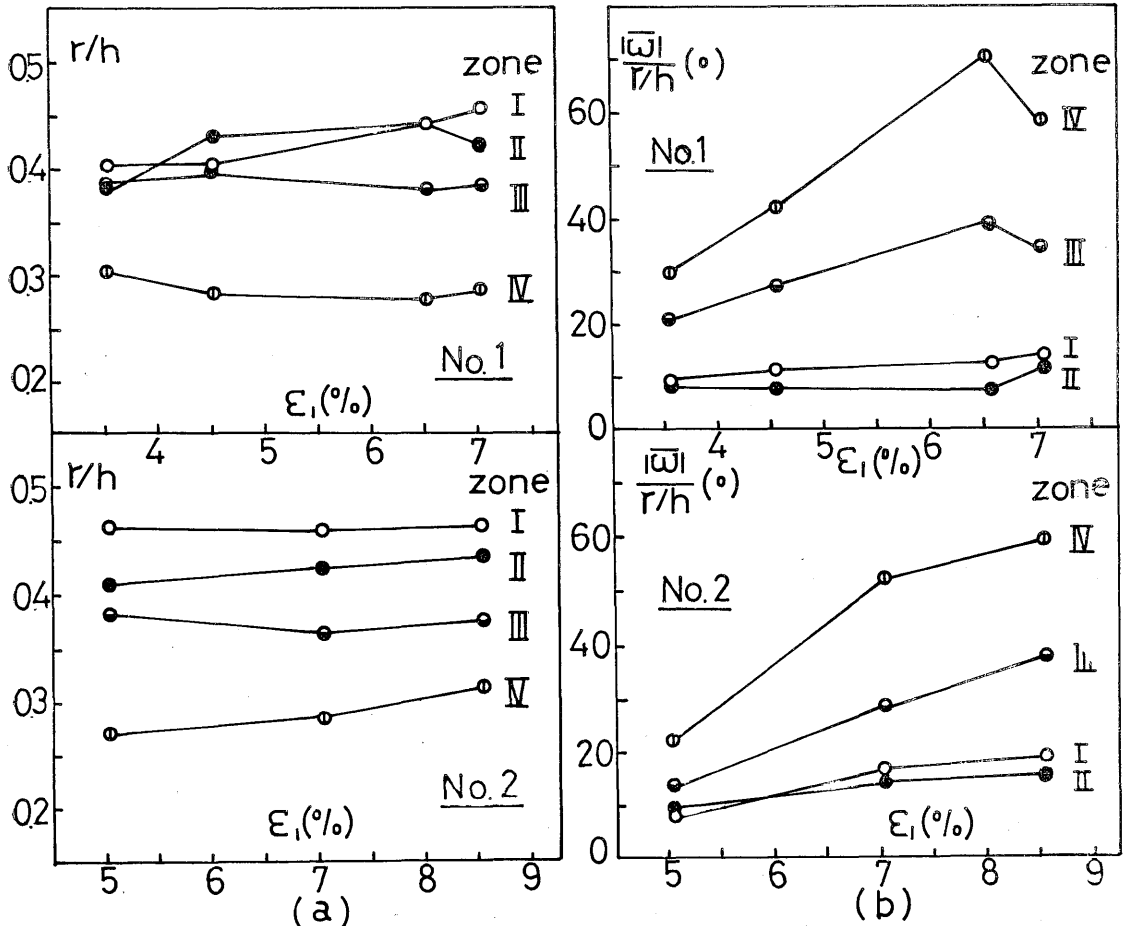 r/h
zone
0.5
I
II
0.4
III
0.3
IV
No.1
0.2
ε₁(%)
4 5 6 7
|ω̅|
r/h (°)
zone
60
IV
No.1
40
III
20
I
II
0
4 5 6 7
ε₁(%)
r/h
zone
0.5
I
II
0.4
III
IV
0.3
No.2
0.2
ε₁(%)
5 6 7 8 9
(a)
|ω̅|
r/h (°)
zone
60
IV
No.2
40
20
I
II
ε₁(%)
0
5 6 7 8 9
(b)